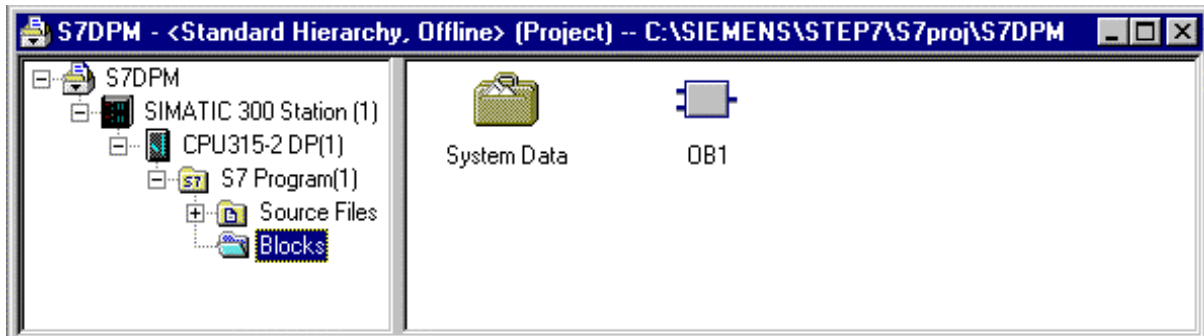 S7DPM - <Standard Hierarchy, Offline> (Project) -- C:\SIEMENS\STEP7\S7proj\S7DPM
S7DPM
SIMATIC 300 Station (1)
CPU315-2 DP(1)
S7 Program(1)
Source Files
Blocks
System Data
OB1